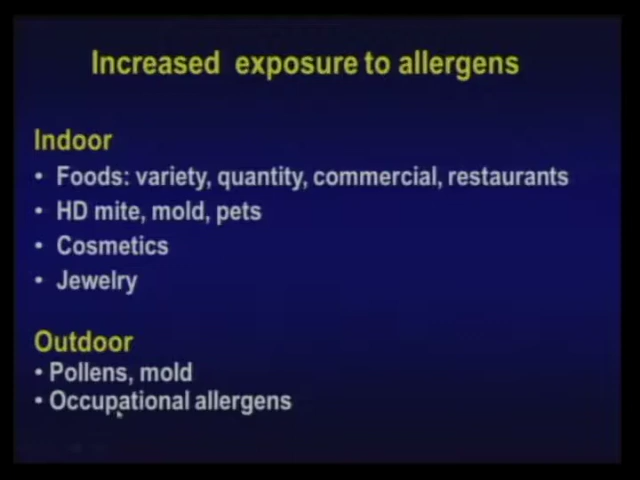 Increased exposure to allergens
Indoor
• Foods: variety, quantity, commercial, restaurants
• HD mite, mold, pets
• Cosmetics
• Jewelry
Outdoor
• Pollens, mold
• Occupational allergens